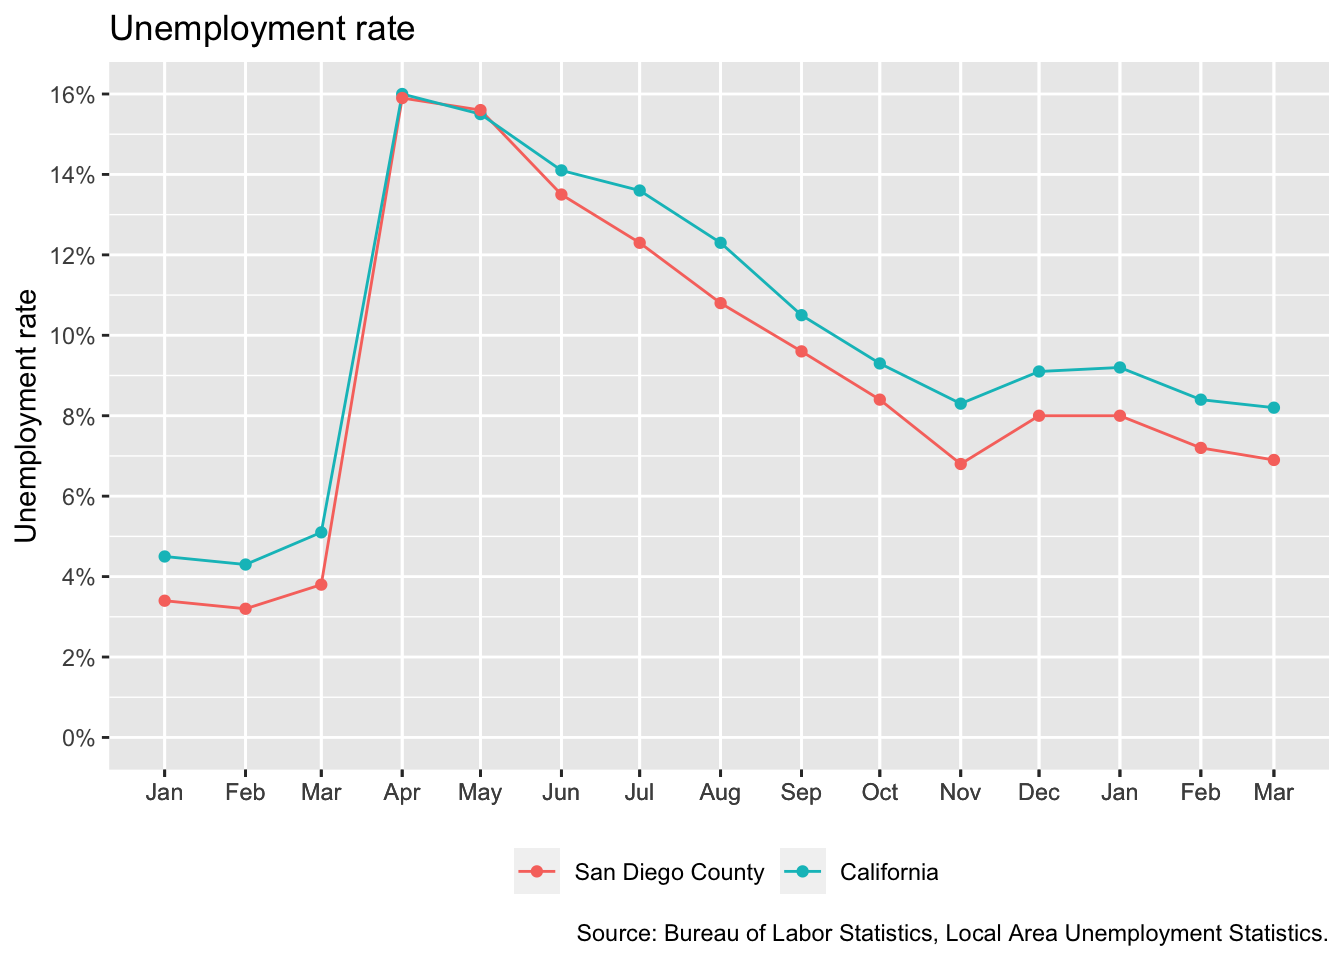 Unemployment rate
Unemployment rate
16%
14%
12%
10%
8%
6%
4%
2%
0%
Jan Feb Mar Apr May Jun Jul Aug Sep Oct Nov Dec Jan Feb Mar
San Diego County California
Source: Bureau of Labor Statistics, Local Area Unemployment Statistics.